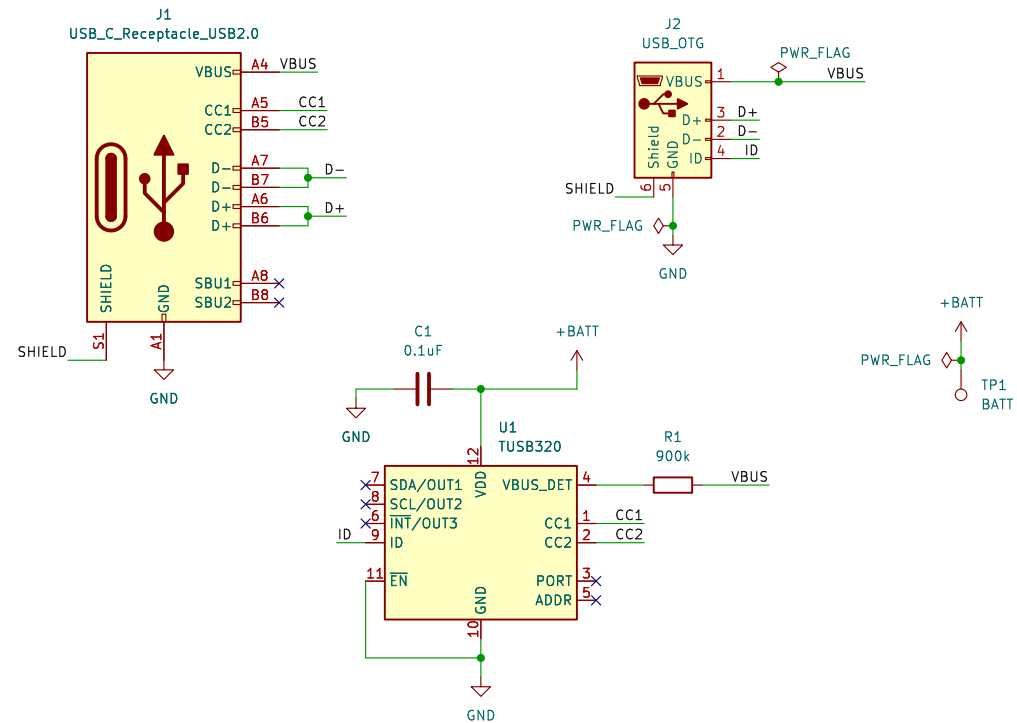 J1
USB_C_Receptacle_USB2.0
VBUS A4 VBUS
CC1 A5 CC1
CC2 B5 CC2
D- A7
D- B7 D-
D+ A6
D+ B6 D+
SBU1 A8
SBU2 B8
SHIELD
GND
S1
A1
SHIELD
GND
J2
USB_OTG
PWR_FLAG
VBUS 1 VBUS
D+ 3 D+
D- 2 D-
ID 4 ID
Shield
GND
6
5
SHIELD
PWR_FLAG
GND
+BATT
PWR_FLAG
TP1
BATT
C1
0.1uF
+BATT
GND
U1
TUSB320
12
VDD
7 SDA/OUT1
8 SCL/OUT2
6 INT/OUT3
ID 9 ID
11 EN
VBUS_DET 4
CC1 1 CC1
CC2 2 CC2
PORT 3
ADDR 5
GND
10
GND
R1
900k
VBUS